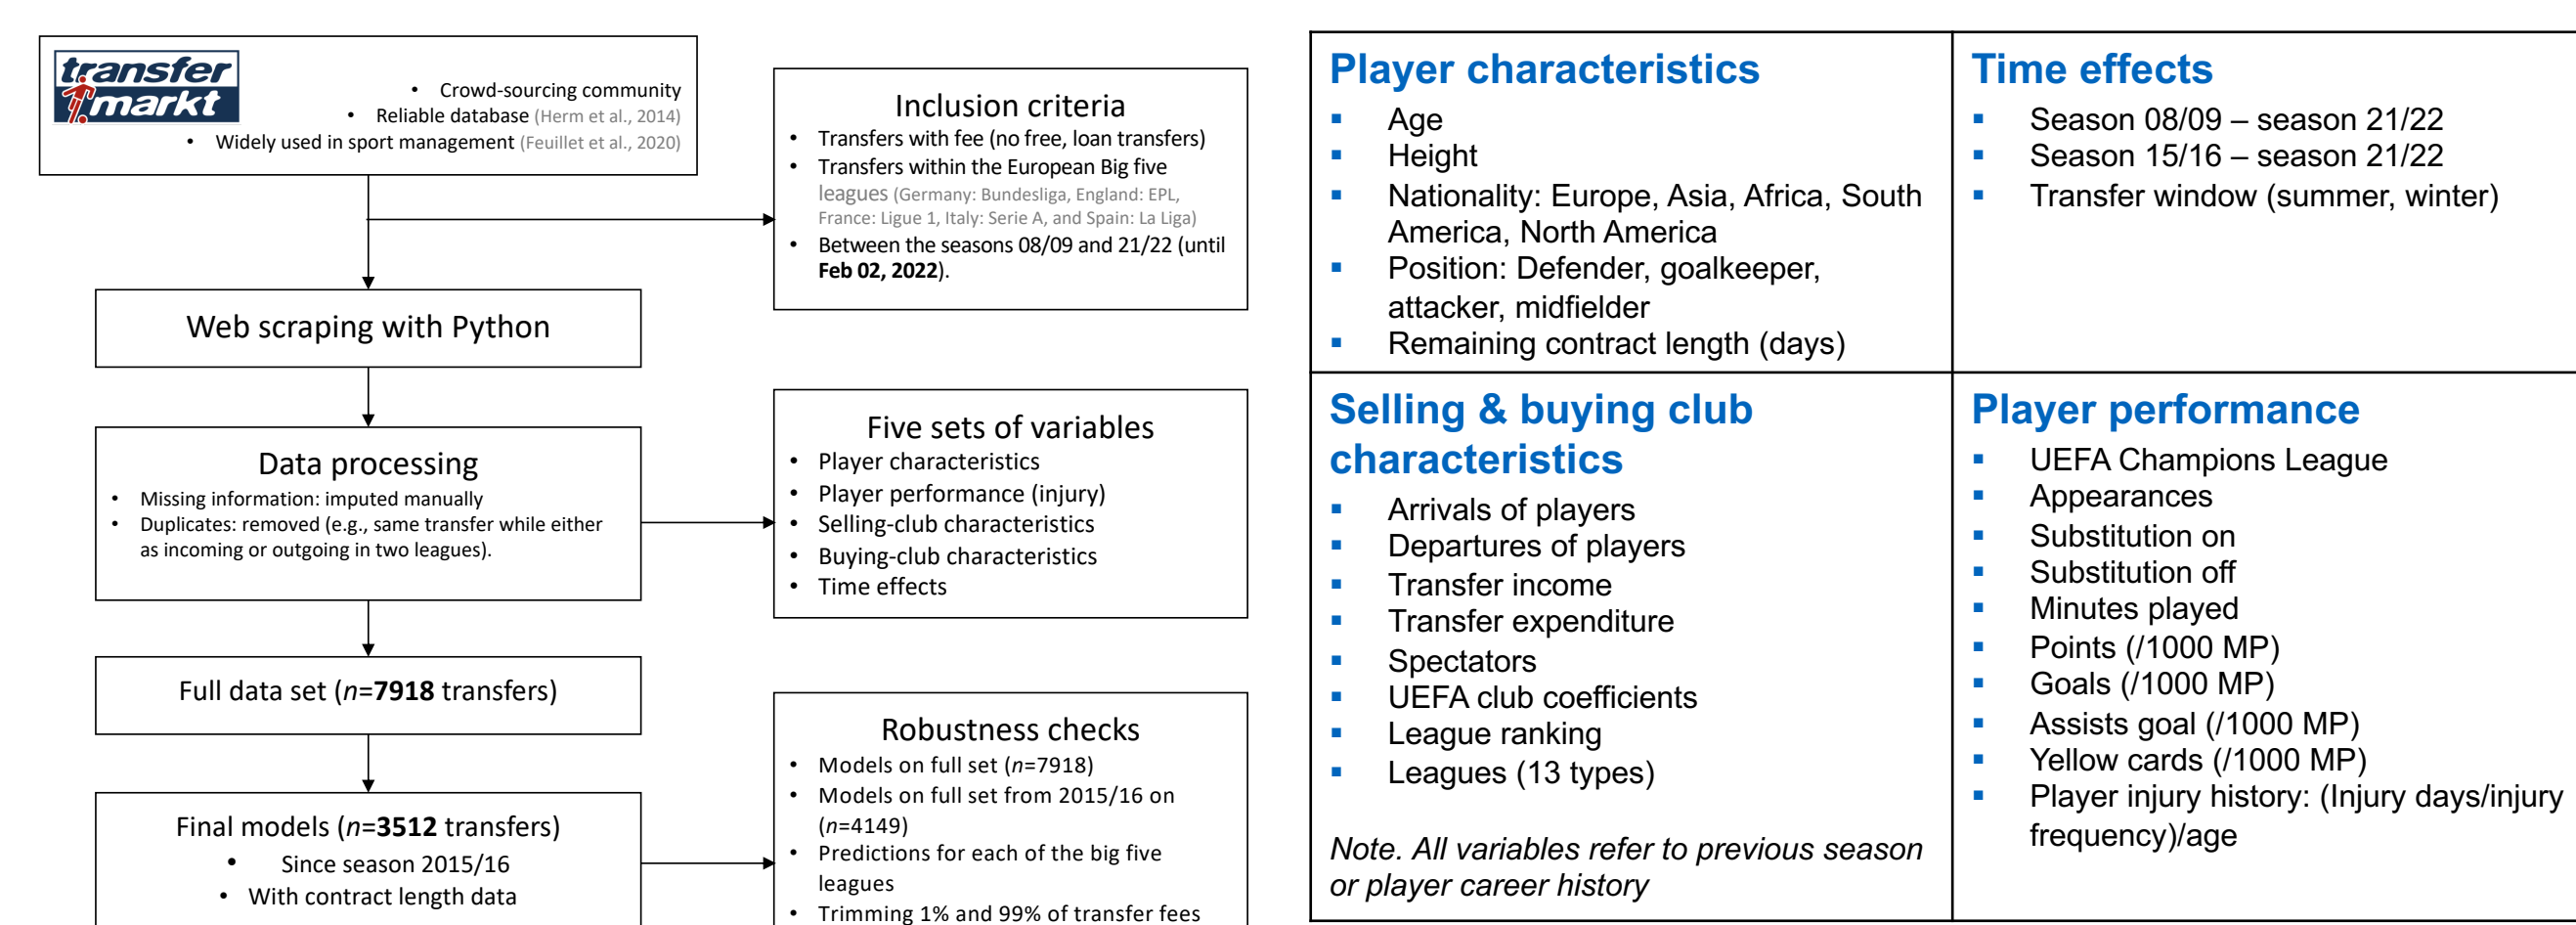 transfer
markt
• Crowd-sourcing community
• Reliable database (Herm et al., 2014)
• Widely used in sport management (Feuillet et al., 2020)
Inclusion criteria
• Transfers with fee (no free, loan transfers)
• Transfers within the European Big five
leagues (Germany: Bundesliga, England: EPL,
France: Ligue 1, Italy: Serie A, and Spain: La Liga)
• Between the seasons 08/09 and 21/22 (until
Feb 02, 2022).
Web scraping with Python
Data processing
• Missing information: imputed manually
• Duplicates: removed (e.g., same transfer while either
as incoming or outgoing in two leagues).
Five sets of variables
• Player characteristics
• Player performance (injury)
• Selling-club characteristics
• Buying-club characteristics
• Time effects
Full data set (n=7918 transfers)
Final models (n=3512 transfers)
• Since season 2015/16
• With contract length data
Robustness checks
• Models on full set (n=7918)
• Models on full set from 2015/16 on
(n=4149)
• Predictions for each of the big five
leagues
• Trimming 1% and 99% of transfer fees
Player characteristics
▪ Age
▪ Height
▪ Nationality: Europe, Asia, Africa, South
America, North America
▪ Position: Defender, goalkeeper,
attacker, midfielder
▪ Remaining contract length (days)
Time effects
▪ Season 08/09 – season 21/22
▪ Season 15/16 – season 21/22
▪ Transfer window (summer, winter)
Selling & buying club
characteristics
▪ Arrivals of players
▪ Departures of players
▪ Transfer income
▪ Transfer expenditure
▪ Spectators
▪ UEFA club coefficients
▪ League ranking
▪ Leagues (13 types)
Note. All variables refer to previous season
or player career history
Player performance
▪ UEFA Champions League
▪ Appearances
▪ Substitution on
▪ Substitution off
▪ Minutes played
▪ Points (/1000 MP)
▪ Goals (/1000 MP)
▪ Assists goal (/1000 MP)
▪ Yellow cards (/1000 MP)
▪ Player injury history: (Injury days/injury
frequency)/age